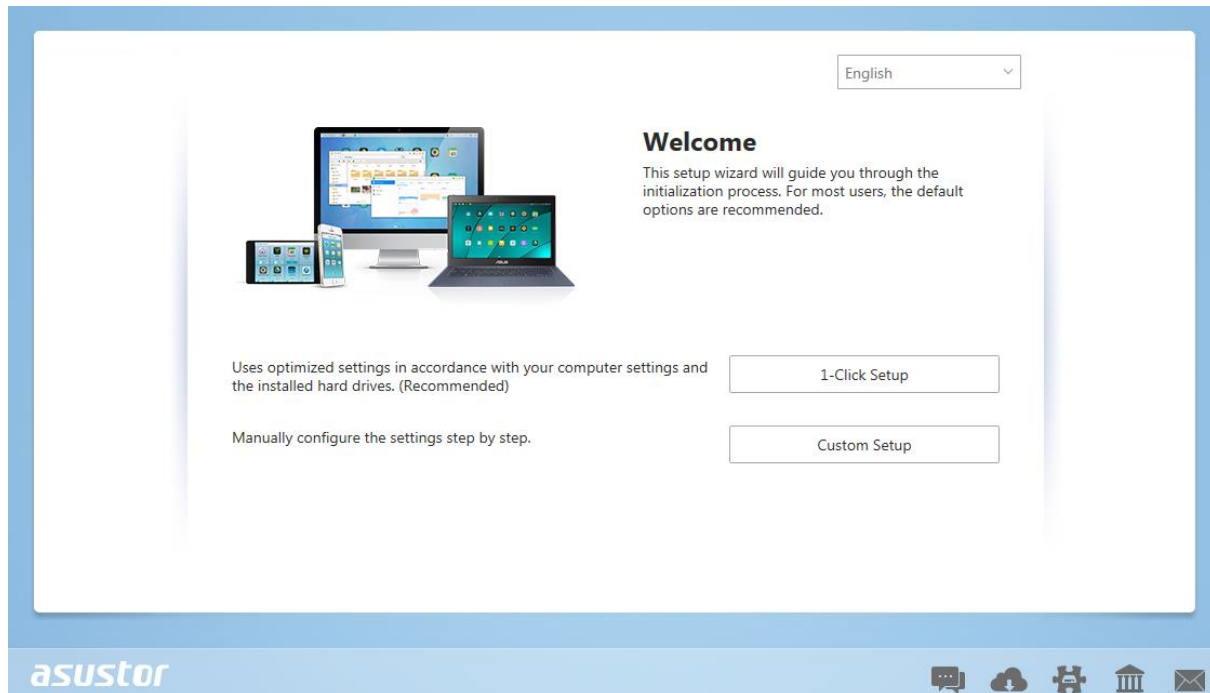 English
Welcome
This setup wizard will guide you through the
initialization process. For most users, the default
options are recommended.
Uses optimized settings in accordance with your computer settings and
the installed hard drives. (Recommended)
1-Click Setup
Manually configure the settings step by step.
Custom Setup
asustor